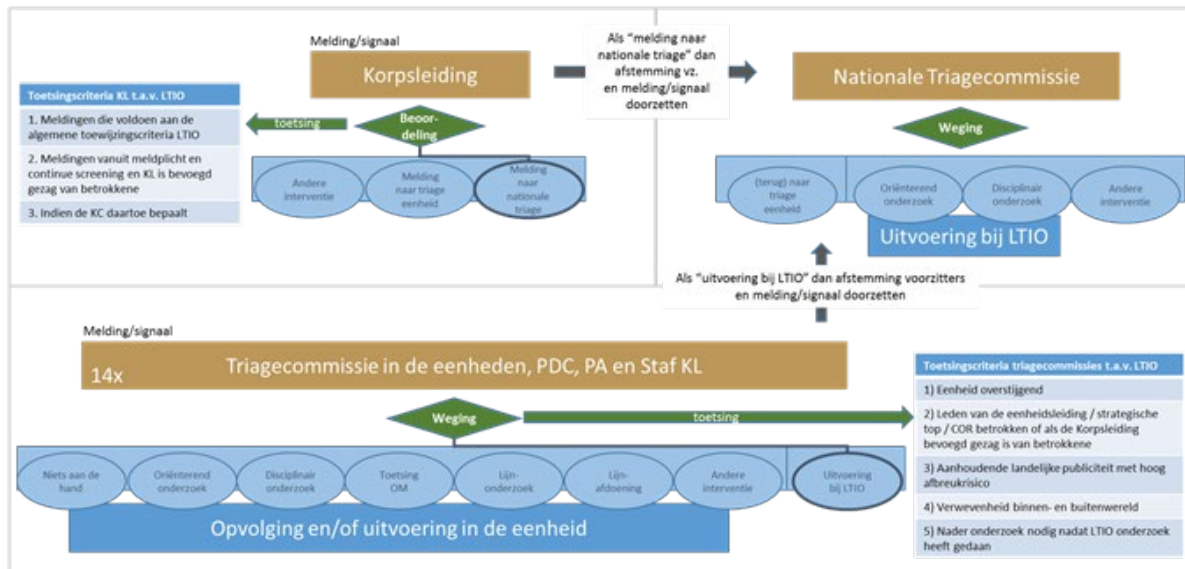 Melding/signaal
Korpsleiding
Als “melding naar
nationale triage” dan
afstemming vz.
en melding/signaal
doorzetten
Nationale Triagecommissie
Toetsingscriteria KL t.a.v. LTIO
1. Meldingen die voldoen aan de
algemene toewijzingscriteria LTIO
2. Meldingen vanuit meldplicht en
continue screening en KL is bevoegd
gezag van betrokkene
3. Indien de KC daartoe bepaalt
toetsing
Beoor-
deling
Andere
interventie
Melding
naar triage
eenheid
Melding
naar
nationale
triage
Weging
(terug) naar
triage
eenheid
Oriënterend
onderzoek
Disciplinair
onderzoek
Andere
interventie
Uitvoering bij LTIO
Als “uitvoering bij LTIO” dan afstemming voorzitters
en melding/signaal doorzetten
Melding/signaal
14x
Triagecommissie in de eenheden, PDC, PA en Staf KL
Weging
toetsing
Niets aan de
hand
Oriënterend
onderzoek
Disciplinair
onderzoek
Toetsing
OM
Lijn-
onderzoek
Lijn-
afdoening
Andere
interventie
Uitvoering
bij LTIO
Opvolging en/of uitvoering in de eenheid
Toetsingscriteria triagecommissies t.a.v. LTIO
1) Eenheid overstijgend
2) Leden van de eenheidsleiding / strategische
top / COR betrokken of als de Korpsleiding
bevoegd gezag is van betrokkene
3) Aanhoudende landelijke publiciteit met hoog
afbreukrisico
4) Verwevenheid binnen- en buitenwereld
5) Nader onderzoek nodig nadat LTIO onderzoek
heeft gedaan